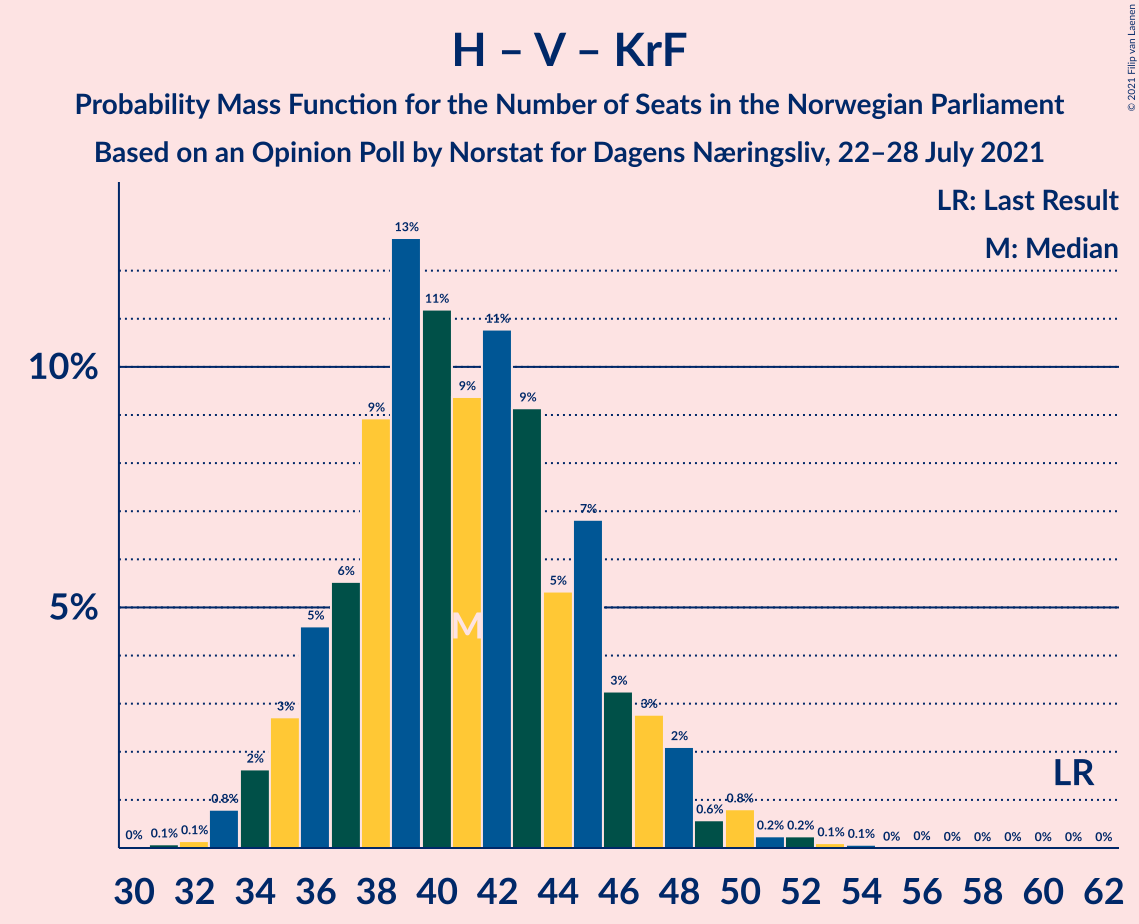 H – V – KrF
Probability Mass Function for the Number of Seats in the Norwegian Parliament
Based on an Opinion Poll by Norstat for Dagens Næringsliv, 22–28 July 2021
© 2021 Filip van Laenen
LR: Last Result
M: Median
10%
5%
0% 0.1% 0.1% 0.8% 2% 3% 5% 6% 9% 13% 11% 9% 11% 9% 5% 7% 3% 3% 2% 0.6% 0.8% 0.2% 0.2% 0.1% 0.1% 0% 0% 0% 0% 0% 0% 0% 0%
M
LR
30 32 34 36 38 40 42 44 46 48 50 52 54 56 58 60 62